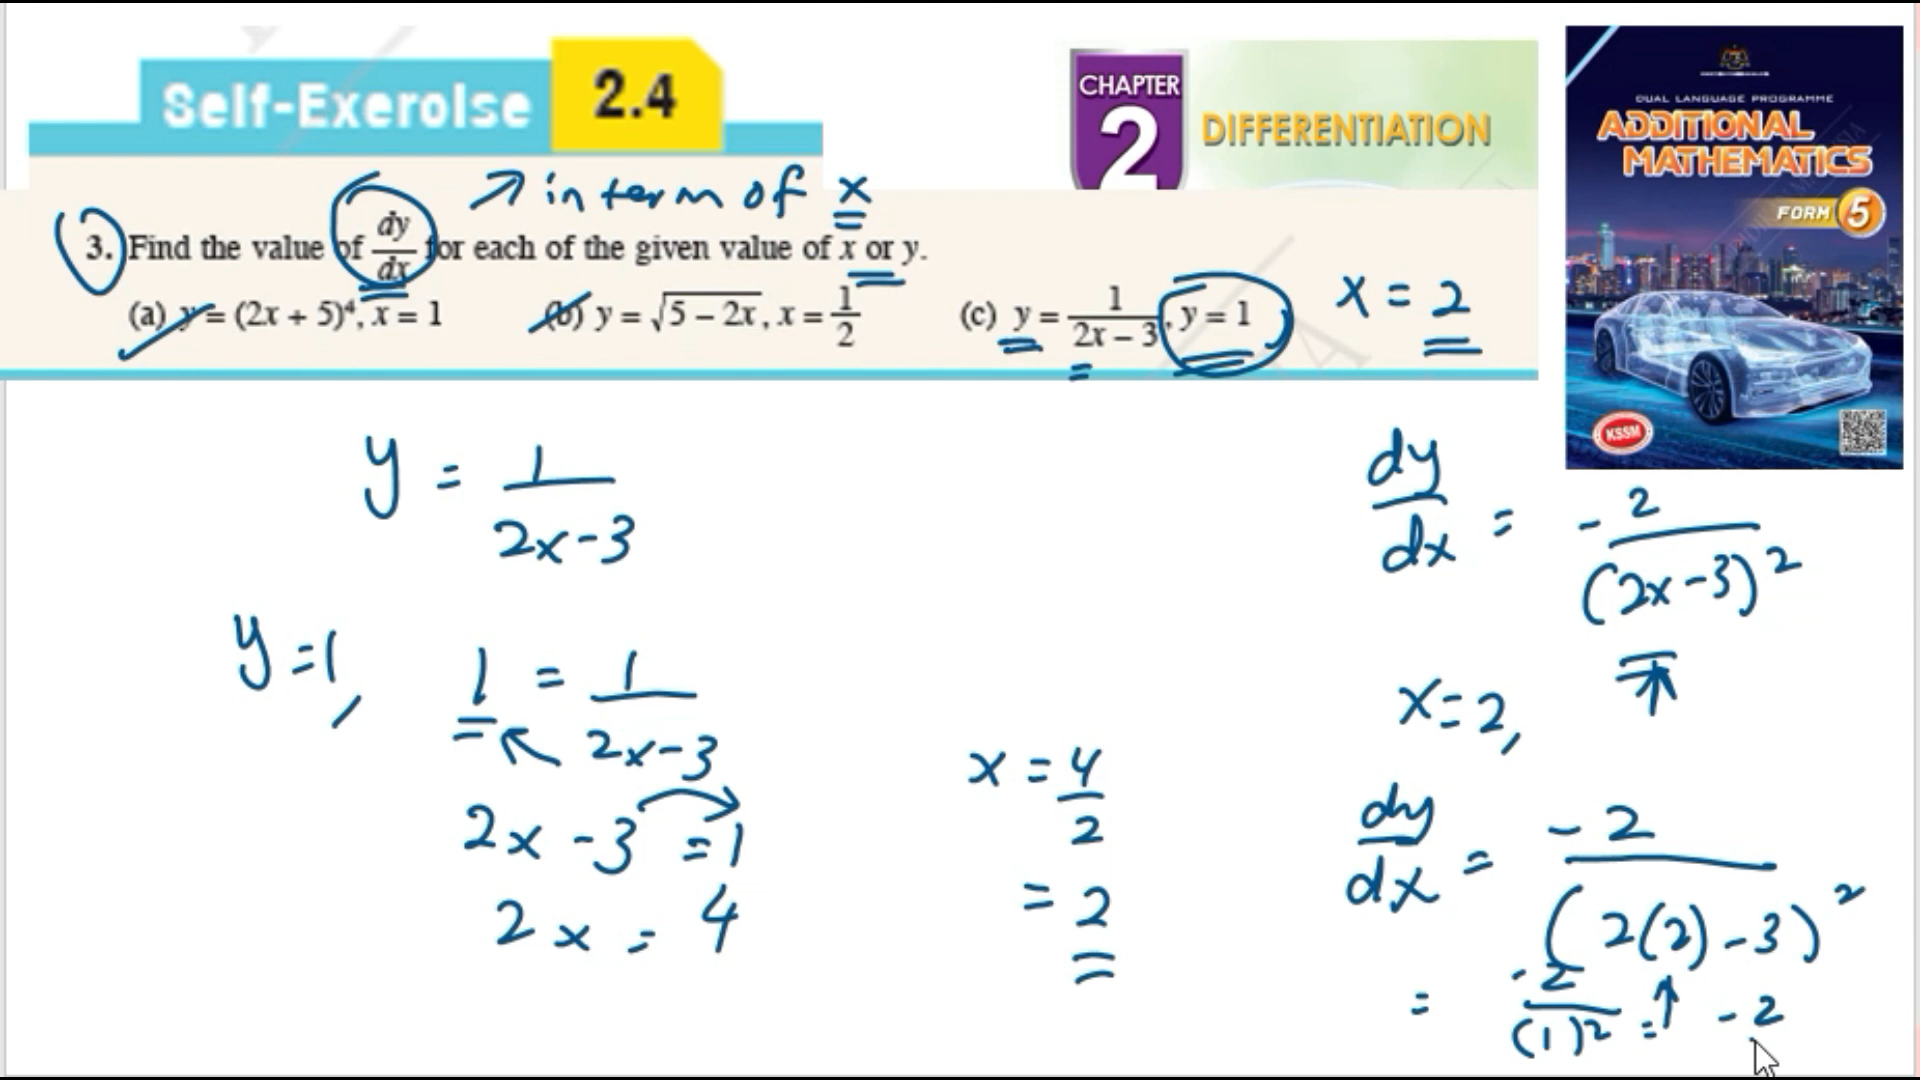 Self-Exercise 2.4
CHAPTER 2 DIFFERENTIATION
DUAL LANGUAGE PROGRAMME
ADDITIONAL
MATHEMATICS
FORM 5
KSSM
in term of x
3. Find the value of dy/dx for each of the given value of x or y.
(a) y = (2x + 5)⁴, x = 1
(b) y = √(5 – 2x), x = 1/2
(c) y = 1/(2x – 3), y = 1
x = 2
y = 1/(2x-3)
y=1, 1 = 1/(2x-3)
2x -3 = 1
2x = 4
x = 4/2
= 2
dy/dx = -2/(2x-3)²
x=2,
dy/dx = -2/(2(2)-3)²
= -2/(1)² = -2